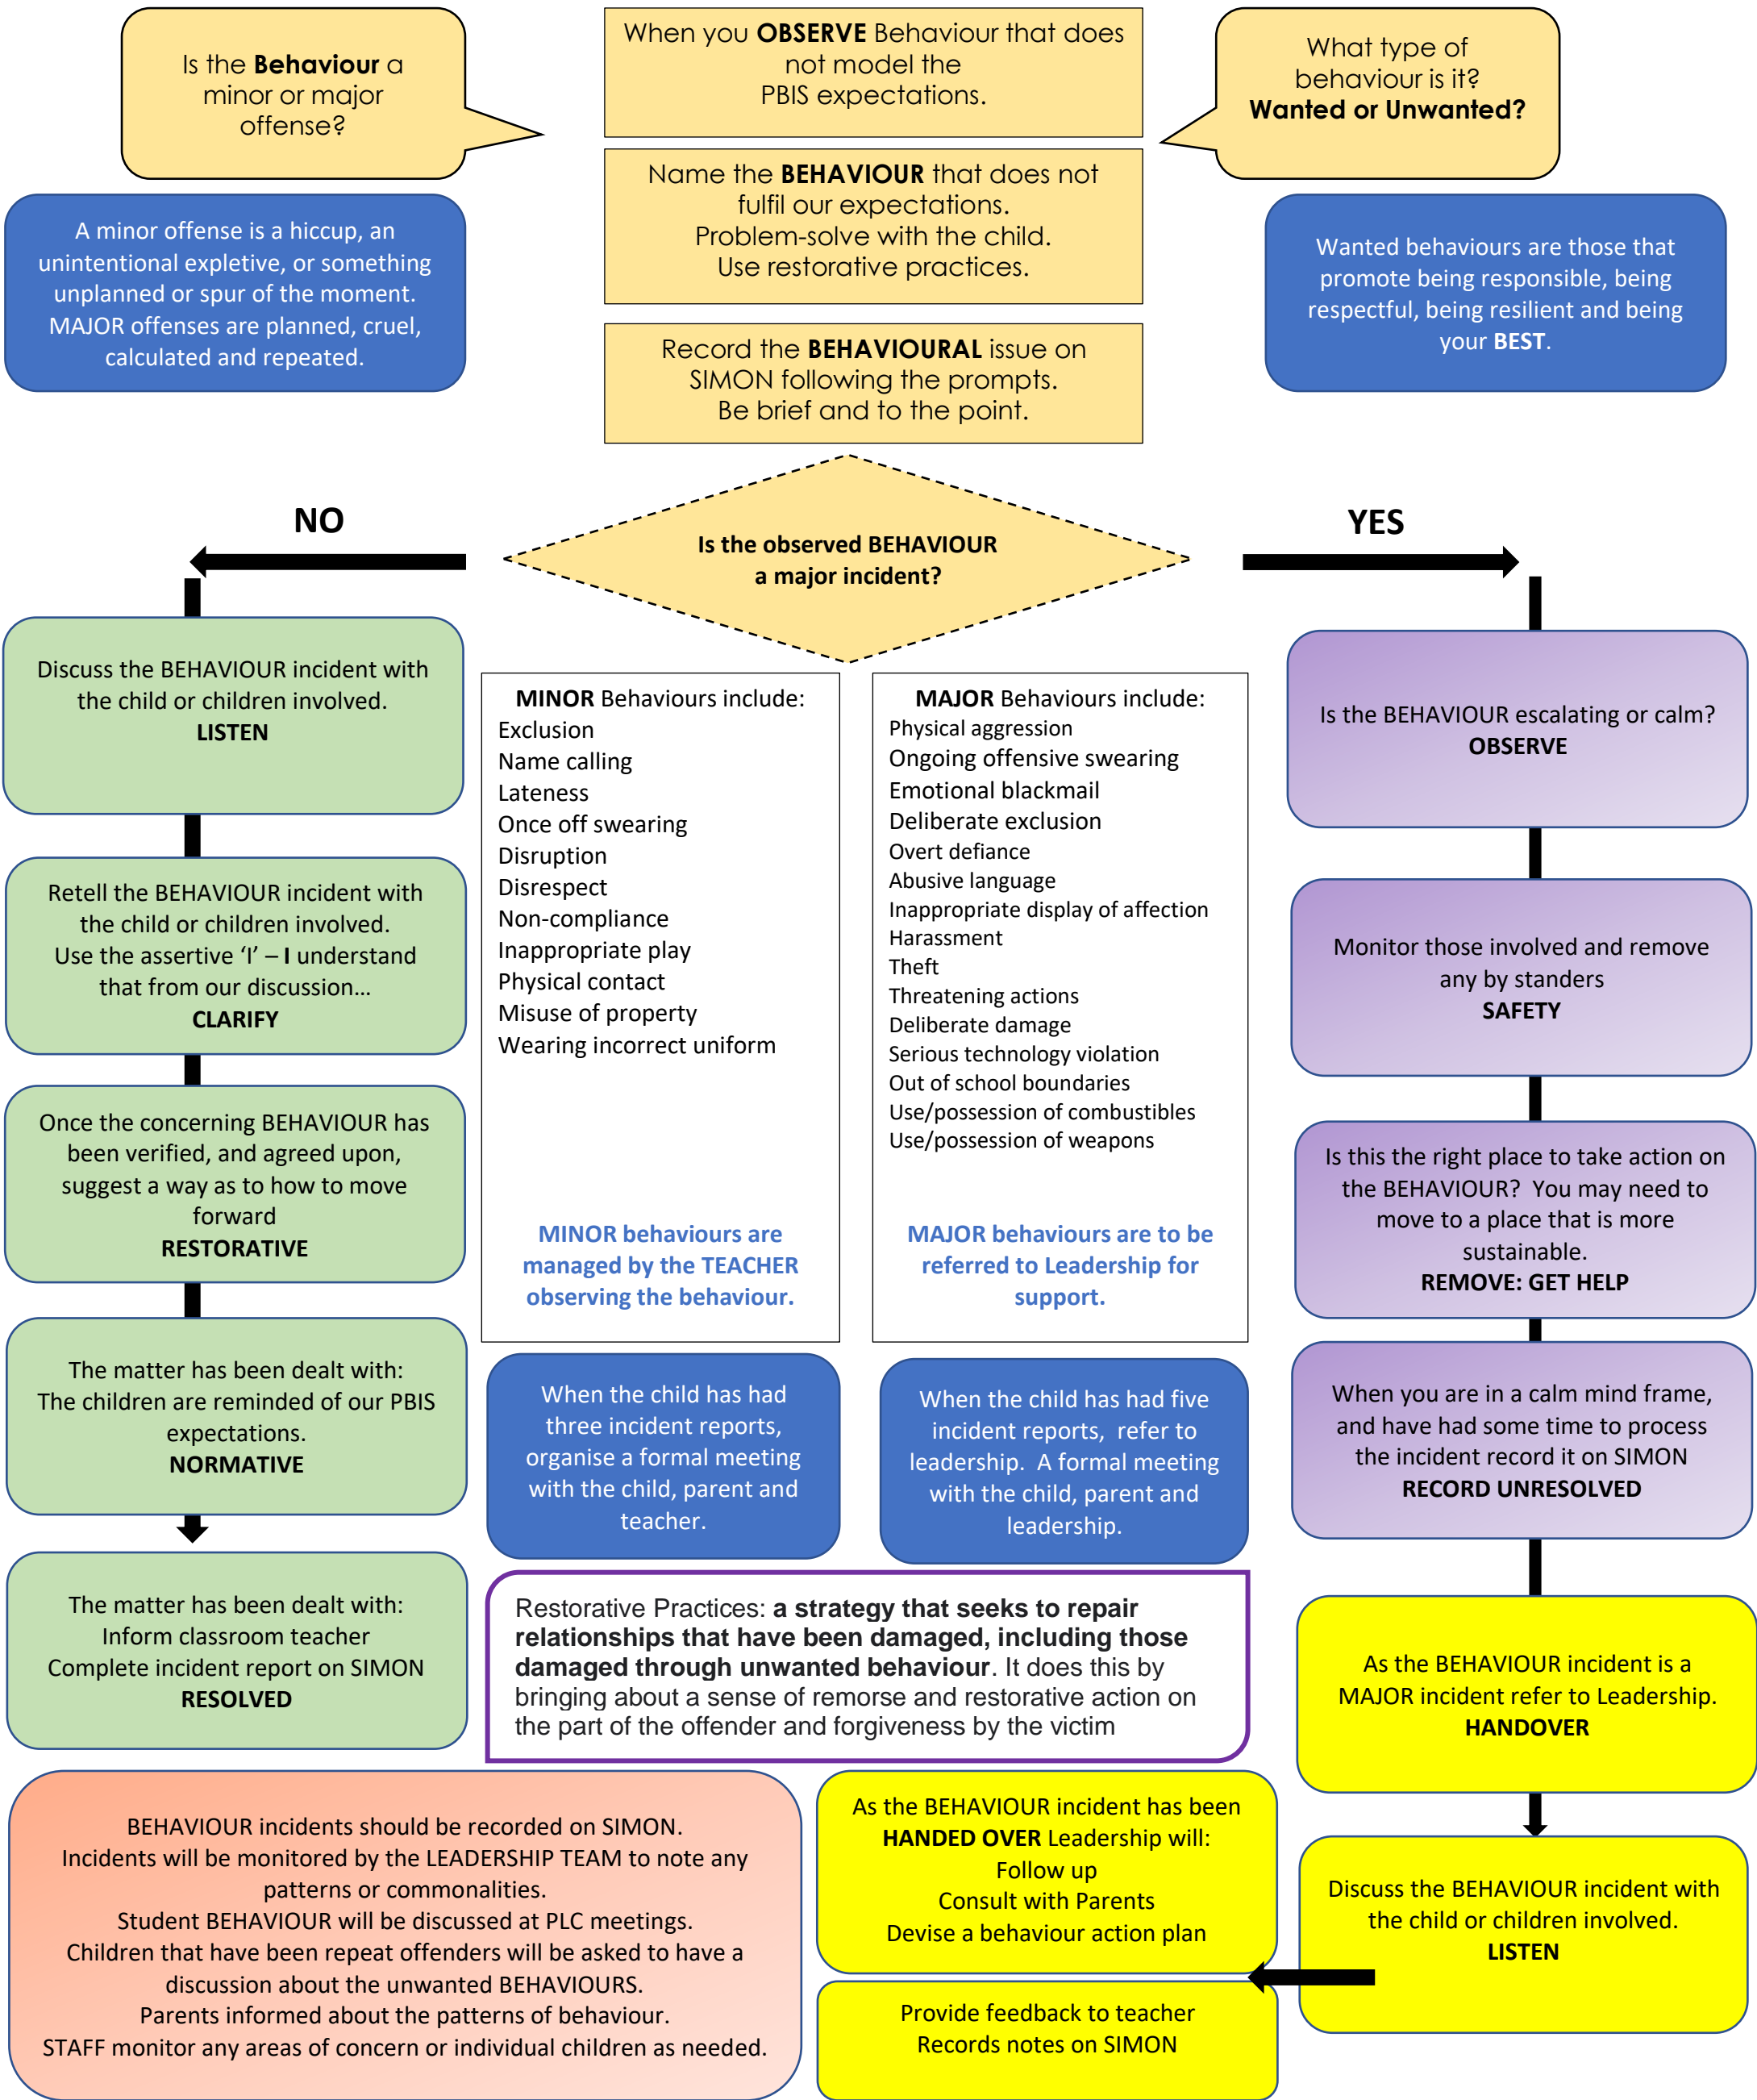 Is the Behaviour a
minor or major
offense?
When you OBSERVE Behaviour that does
not model the
PBIS expectations.
What type of
behaviour is it?
Wanted or Unwanted?
Name the BEHAVIOUR that does not
fulfil our expectations.
Problem-solve with the child.
Use restorative practices.
A minor offense is a hiccup, an
unintentional expletive, or something
unplanned or spur of the moment.
MAJOR offenses are planned, cruel,
calculated and repeated.
Wanted behaviours are those that
promote being responsible, being
respectful, being resilient and being
your BEST.
Record the BEHAVIOURAL issue on
SIMON following the prompts.
Be brief and to the point.
NO
Is the observed BEHAVIOUR
a major incident?
YES
Discuss the BEHAVIOUR incident with
the child or children involved.
LISTEN
Retell the BEHAVIOUR incident with
the child or children involved.
Use the assertive ‘I’ – I understand
that from our discussion…
CLARIFY
Once the concerning BEHAVIOUR has
been verified, and agreed upon,
suggest a way as to how to move
forward
RESTORATIVE
The matter has been dealt with:
The children are reminded of our PBIS
expectations.
NORMATIVE
The matter has been dealt with:
Inform classroom teacher
Complete incident report on SIMON
RESOLVED
MINOR Behaviours include:
Exclusion
Name calling
Lateness
Once off swearing
Disruption
Disrespect
Non-compliance
Inappropriate play
Physical contact
Misuse of property
Wearing incorrect uniform
MINOR behaviours are
managed by the TEACHER
observing the behaviour.
MAJOR Behaviours include:
Physical aggression
Ongoing offensive swearing
Emotional blackmail
Deliberate exclusion
Overt defiance
Abusive language
Inappropriate display of affection
Harassment
Theft
Threatening actions
Deliberate damage
Serious technology violation
Out of school boundaries
Use/possession of combustibles
Use/possession of weapons
MAJOR behaviours are to be
referred to Leadership for
support.
When the child has had
three incident reports,
organise a formal meeting
with the child, parent and
teacher.
When the child has had five
incident reports, refer to
leadership. A formal meeting
with the child, parent and
leadership.
Restorative Practices: a strategy that seeks to repair
relationships that have been damaged, including those
damaged through unwanted behaviour. It does this by
bringing about a sense of remorse and restorative action on
the part of the offender and forgiveness by the victim
Is the BEHAVIOUR escalating or calm?
OBSERVE
Monitor those involved and remove
any by standers
SAFETY
Is this the right place to take action on
the BEHAVIOUR? You may need to
move to a place that is more
sustainable.
REMOVE: GET HELP
When you are in a calm mind frame,
and have had some time to process
the incident record it on SIMON
RECORD UNRESOLVED
As the BEHAVIOUR incident is a
MAJOR incident refer to Leadership.
HANDOVER
Discuss the BEHAVIOUR incident with
the child or children involved.
LISTEN
As the BEHAVIOUR incident has been
HANDED OVER Leadership will:
Follow up
Consult with Parents
Devise a behaviour action plan
Provide feedback to teacher
Records notes on SIMON
BEHAVIOUR incidents should be recorded on SIMON.
Incidents will be monitored by the LEADERSHIP TEAM to note any
patterns or commonalities.
Student BEHAVIOUR will be discussed at PLC meetings.
Children that have been repeat offenders will be asked to have a
discussion about the unwanted BEHAVIOURS.
Parents informed about the patterns of behaviour.
STAFF monitor any areas of concern or individual children as needed.